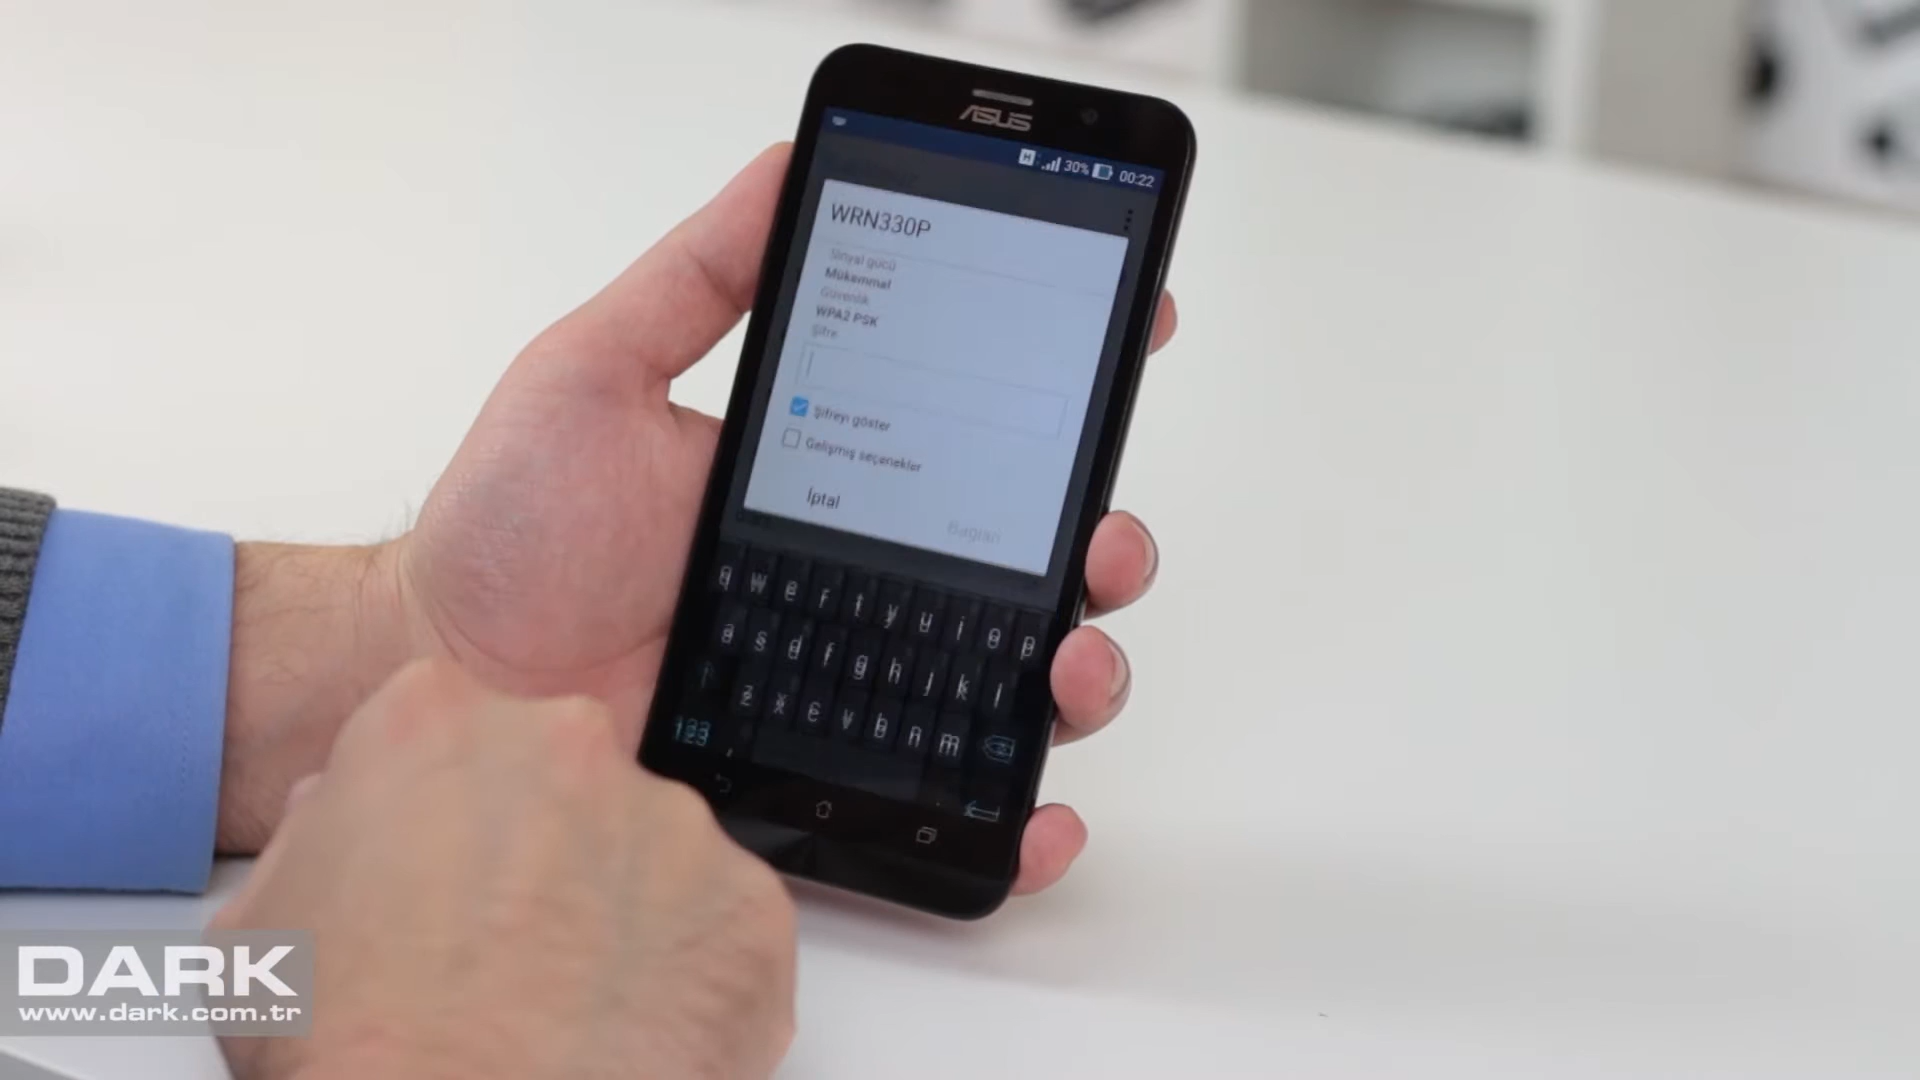 ASUS
H 30% 00:22
WRN330P
Sinyal gücü
Mükemmel
Güvenlik
WPA2 PSK
Şifre
Şifreyi göster
Gelişmiş seçenekler
İptal
Bağlan
q w e r t y u i o p
a s d f g h j k l
z x c v b n m
123 ,
DARK
www.dark.com.tr